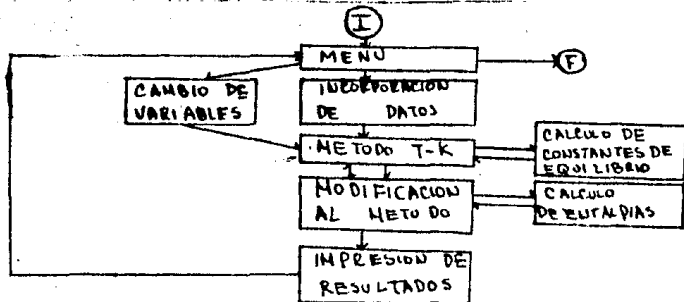 I
MENU
F
CAMBIO DE
VARIABLES
INCORPORACION
DE DATOS
METODO T-K
CALCULO DE
CONSTANTES DE
EQUILIBRIO
MODIFICACION
AL METODO
CALCULO
DE ENTALPIAS
IMPRESION DE
RESULTADOS